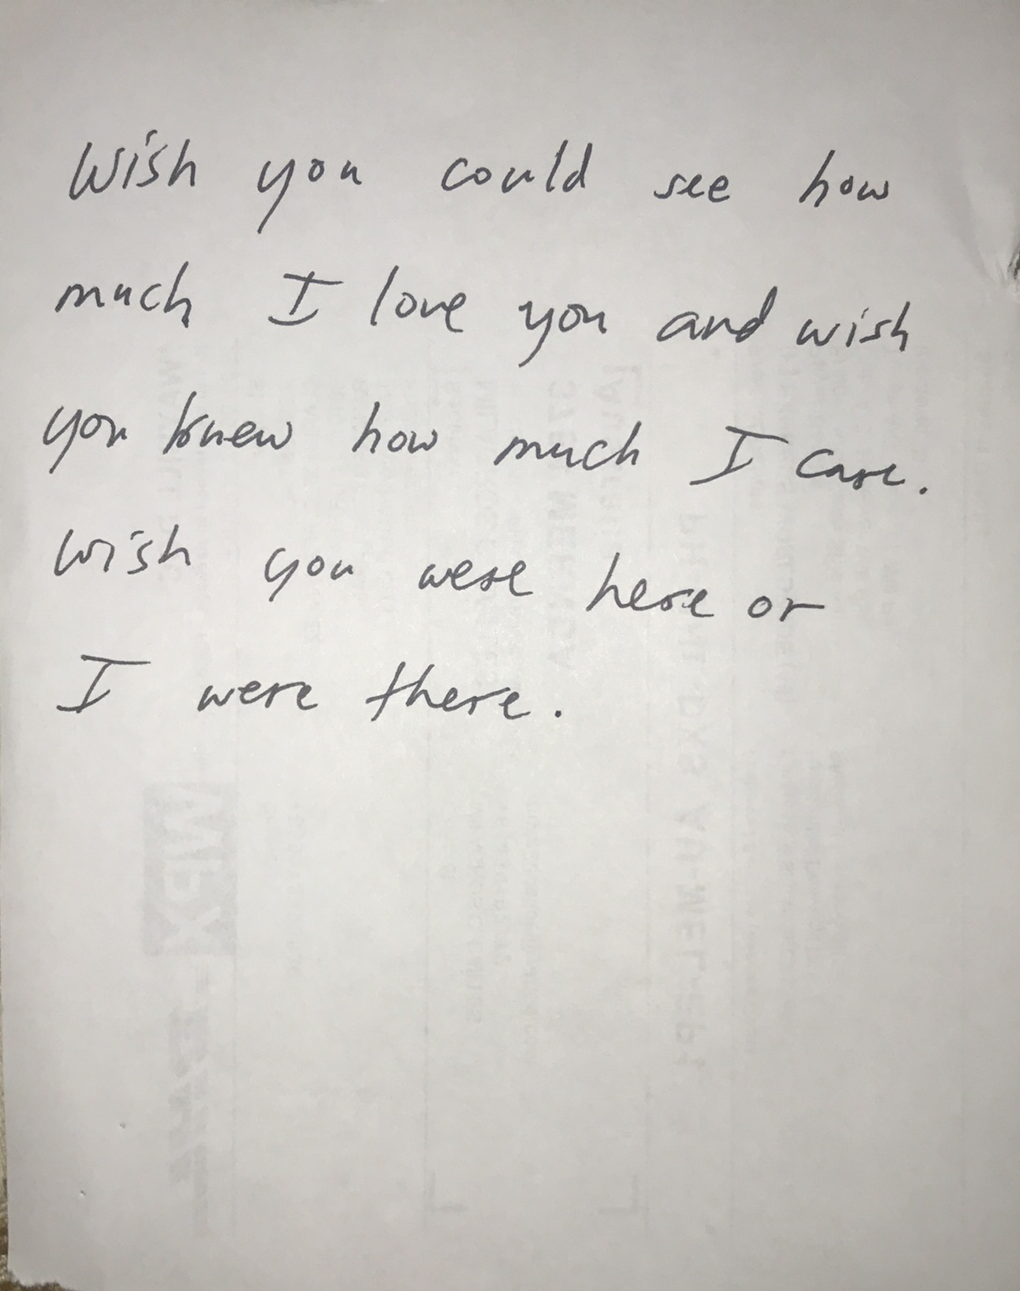 Wish you could see how
much I love you and wish
you knew how much I care.
Wish you were here or
I were there.